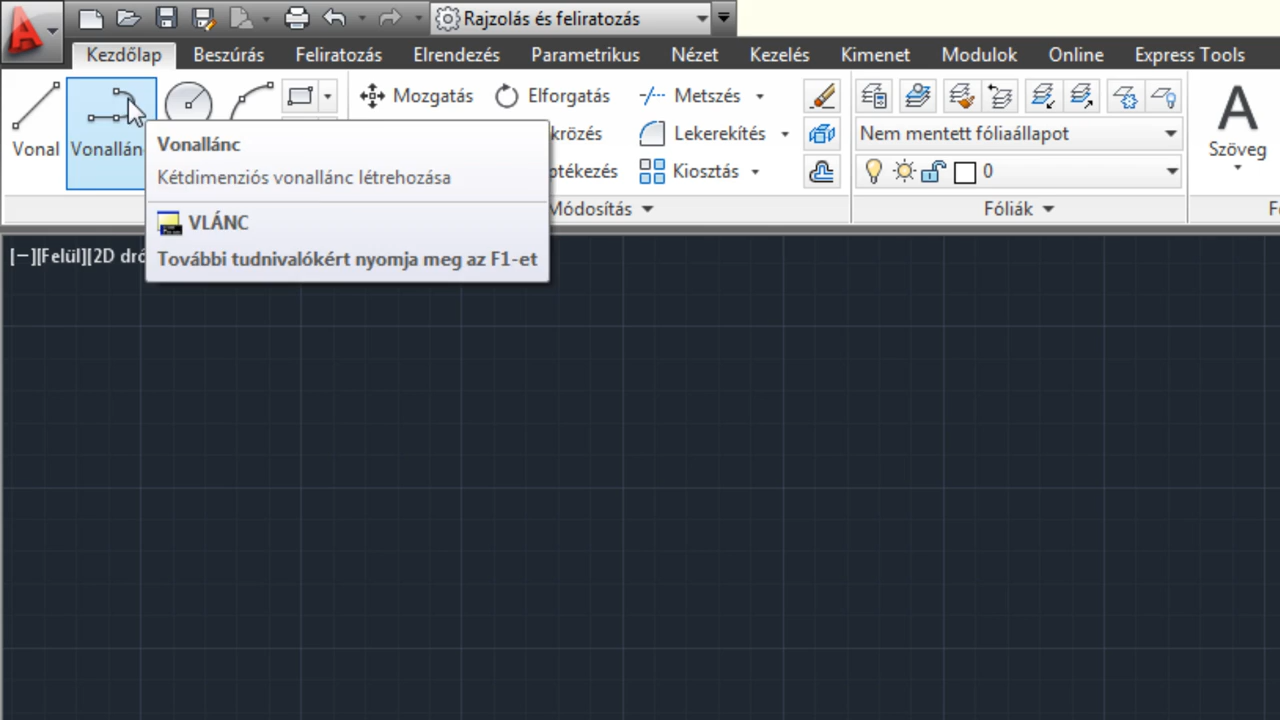 Rajzolás és feliratozás
Kezdőlap Beszúrás Feliratozás Elrendezés Parametrikus Nézet Kezelés Kimenet Modulok Online Express Tools
Vonal
Mozgatás
Elforgatás
Metszés
Lekerekítés
Kiosztás
Módosítás
Nem mentett fóliaállapot
0
Fóliák
A
Szöveg
Vonallánc
Kétdimenziós vonallánc létrehozása
VLÁNC
További tudnivalókért nyomja meg az F1-et
[−][Felül][2D